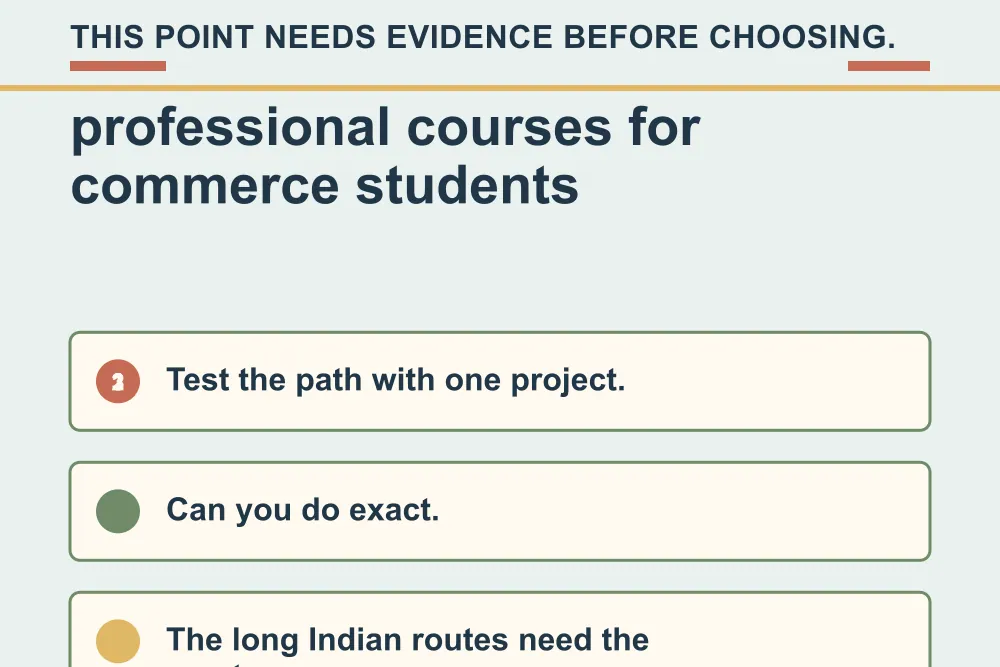 THIS POINT NEEDS EVIDENCE BEFORE CHOOSING.
professional courses for
commerce students
Test the path with one project.
Can you do exact.
The long Indian routes need the